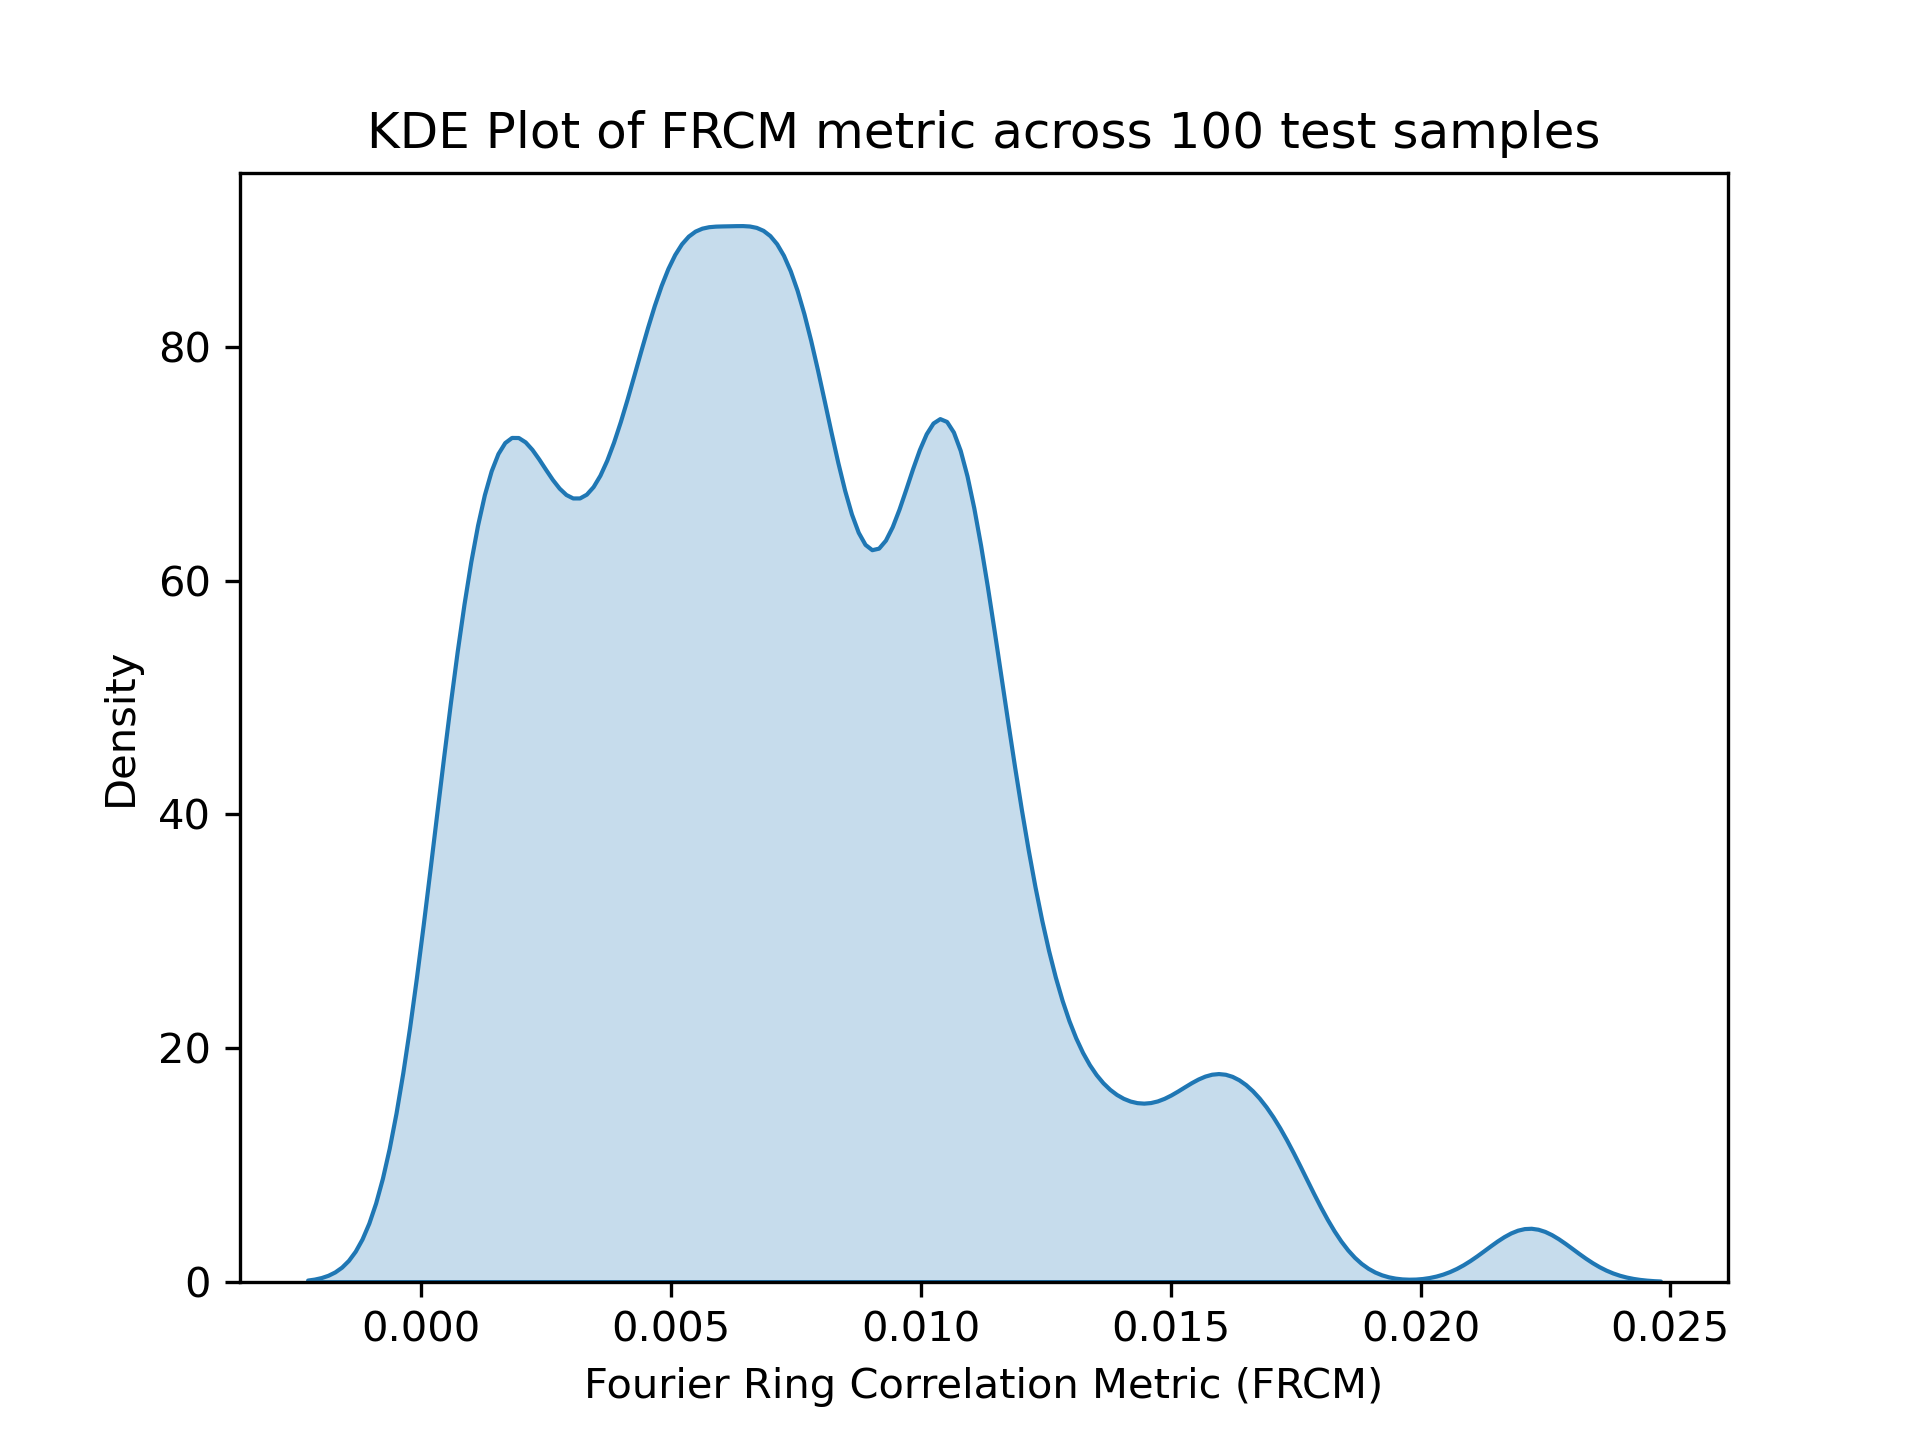 KDE Plot of FRCM metric across 100 test samples
80
60
40
20
0
Density
0.000 0.005 0.010 0.015 0.020 0.025
Fourier Ring Correlation Metric (FRCM)